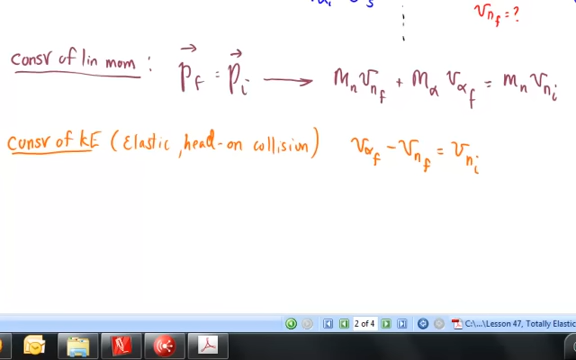 v_nf = ?
Consv of lin mom : p⃗_f = p⃗_i → m_n v_nf + m_α v_αf = m_n v_ni
Consv of kE (Elastic, head-on collision) v_αf - v_nf = v_ni
2 of 4
C:\...\Lesson 47, Totally Elastic